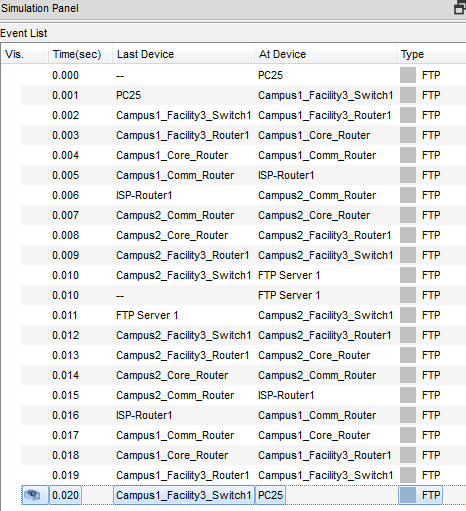 Simulation Panel
Event List
Vis. Time(sec) Last Device At Device Type
0.000 -- PC25 FTP
0.001 PC25 Campus1_Facility3_Switch1 FTP
0.002 Campus1_Facility3_Switch1 Campus1_Facility3_Router1 FTP
0.003 Campus1_Facility3_Router1 Campus1_Core_Router FTP
0.004 Campus1_Core_Router Campus1_Comm_Router FTP
0.005 Campus1_Comm_Router ISP-Router1 FTP
0.006 ISP-Router1 Campus2_Comm_Router FTP
0.007 Campus2_Comm_Router Campus2_Core_Router FTP
0.008 Campus2_Core_Router Campus2_Facility3_Router1 FTP
0.009 Campus2_Facility3_Router1 Campus2_Facility3_Switch1 FTP
0.010 Campus2_Facility3_Switch1 FTP Server 1 FTP
0.010 -- FTP Server 1 FTP
0.011 FTP Server 1 Campus2_Facility3_Switch1 FTP
0.012 Campus2_Facility3_Switch1 Campus2_Facility3_Router1 FTP
0.013 Campus2_Facility3_Router1 Campus2_Core_Router FTP
0.014 Campus2_Core_Router Campus2_Comm_Router FTP
0.015 Campus2_Comm_Router ISP-Router1 FTP
0.016 ISP-Router1 Campus1_Comm_Router FTP
0.017 Campus1_Comm_Router Campus1_Core_Router FTP
0.018 Campus1_Core_Router Campus1_Facility3_Router1 FTP
0.019 Campus1_Facility3_Router1 Campus1_Facility3_Switch1 FTP
0.020 Campus1_Facility3_Switch1 PC25 FTP